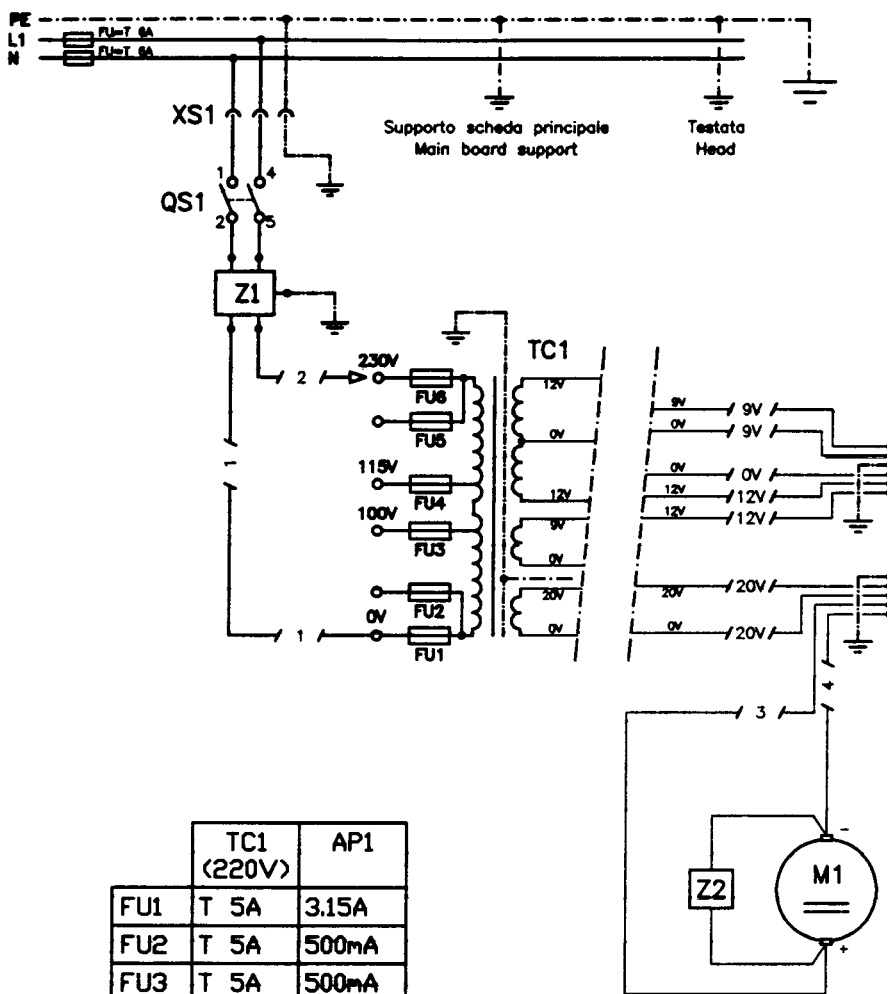 PE
L1
FU=T 6A
N
FU=T 6A
XS1
Supporto scheda principale
Main board support
Testata
Head
1
4
QS1
2
5
Z1
TC1
2
230V
FU6
FU5
115V
FU4
100V
FU3
FU2
0V
FU1
1
1
12V
0V
12V
9V
0V
20V
0V
9V
9V
0V
9V
0V
0V
12V
12V
12V
12V
20V
20V
0V
20V
4
3
-
Z2
M1
+
TC1
(220V)
AP1
FU1
T 5A
3.15A
FU2
T 5A
500mA
FU3
T 5A
500mA